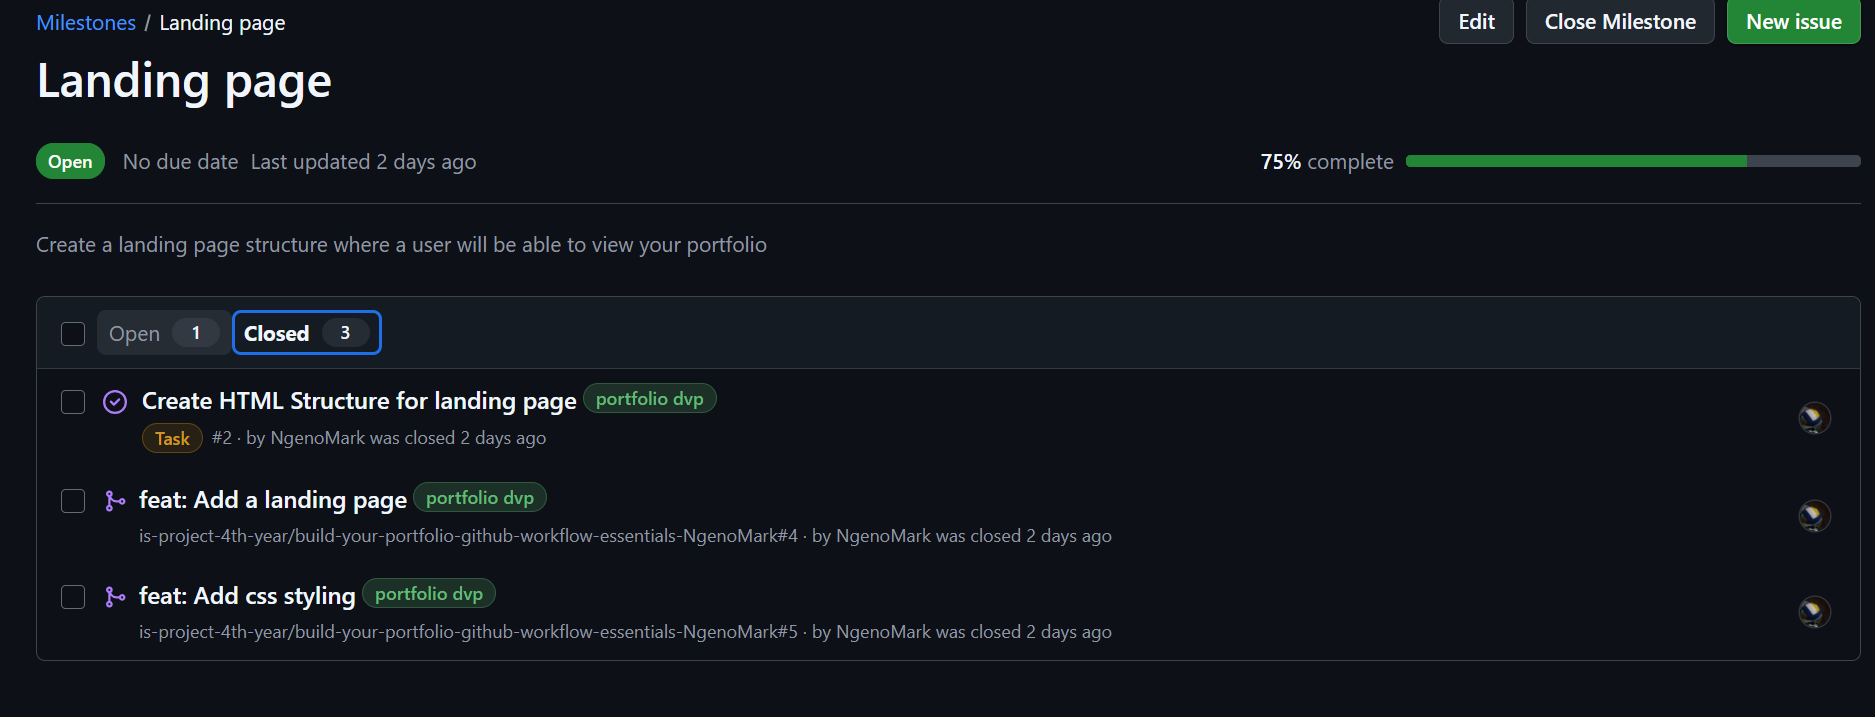 Milestones / Landing page
Edit
Close Milestone
New issue
Landing page
Open No due date Last updated 2 days ago
75% complete
Create a landing page structure where a user will be able to view your portfolio
Open 1 Closed 3
Create HTML Structure for landing page portfolio dvp
Task #2 · by NgenoMark was closed 2 days ago
feat: Add a landing page portfolio dvp
is-project-4th-year/build-your-portfolio-github-workflow-essentials-NgenoMark#4 · by NgenoMark was closed 2 days ago
feat: Add css styling portfolio dvp
is-project-4th-year/build-your-portfolio-github-workflow-essentials-NgenoMark#5 · by NgenoMark was closed 2 days ago